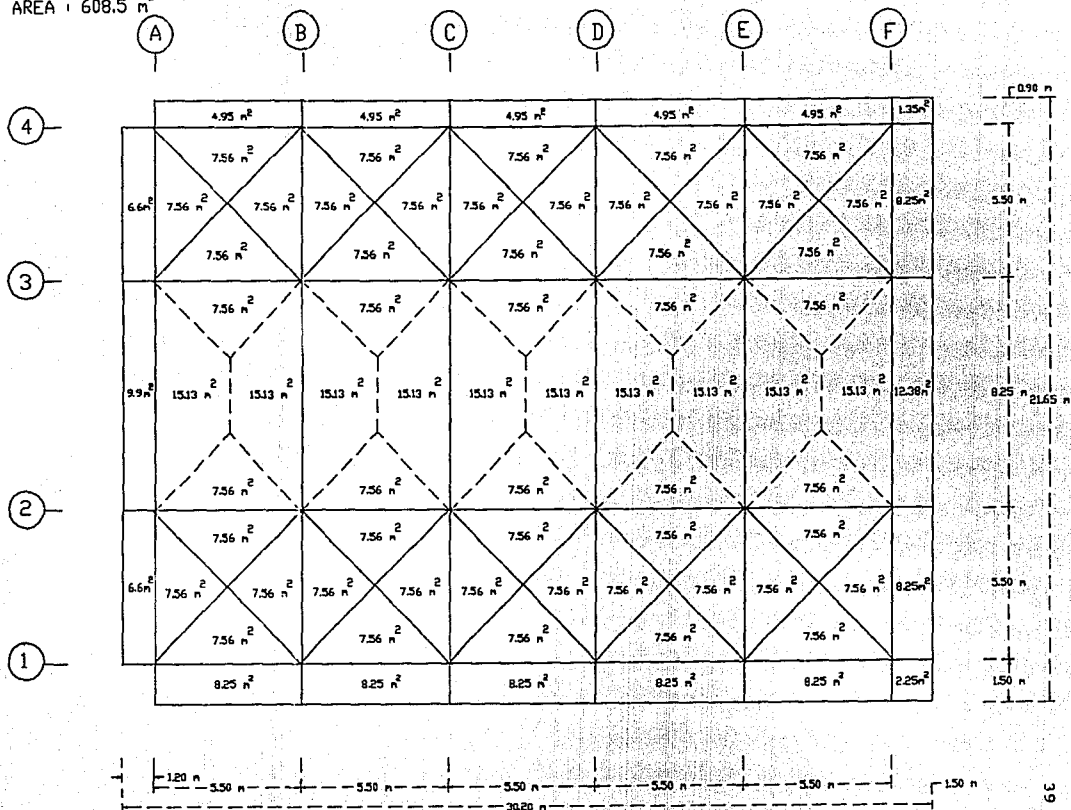 AREA : 608.5 m²
A B C D E F
0.90 m
4.95 m² 4.95 m² 4.95 m² 4.95 m² 4.95 m² 1.35m²
4
7.56 m² 7.56 m² 7.56 m² 7.56 m² 7.56 m²
6.6m² 7.56 m² 7.56 m² 7.56 m² 7.56 m² 7.56 m² 7.56 m² 7.56 m² 7.56 m² 7.56 m² 7.56 m² 8.25m² 5.50 m
7.56 m² 7.56 m² 7.56 m² 7.56 m² 7.56 m²
3
7.56 m² 7.56 m² 7.56 m² 7.56 m² 7.56 m²
9.9m² 15.13 m² 15.13 m² 15.13 m² 15.13 m² 15.13 m² 15.13 m² 15.13 m² 15.13 m² 15.13 m² 15.13 m² 12.38m² 8.25 m 21.65 m
7.56 m² 7.56 m² 7.56 m² 7.56 m² 7.56 m²
2
7.56 m² 7.56 m² 7.56 m² 7.56 m² 7.56 m²
6.6m² 7.56 m² 7.56 m² 7.56 m² 7.56 m² 7.56 m² 7.56 m² 7.56 m² 7.56 m² 7.56 m² 7.56 m² 8.25m² 5.50 m
7.56 m² 7.56 m² 7.56 m² 7.56 m² 7.56 m²
1
8.25 m² 8.25 m² 8.25 m² 8.25 m² 8.25 m² 2.25m² 1.50 m
1.20 m 5.50 m 5.50 m 5.50 m 5.50 m 5.50 m 1.50 m
30.20 m
39